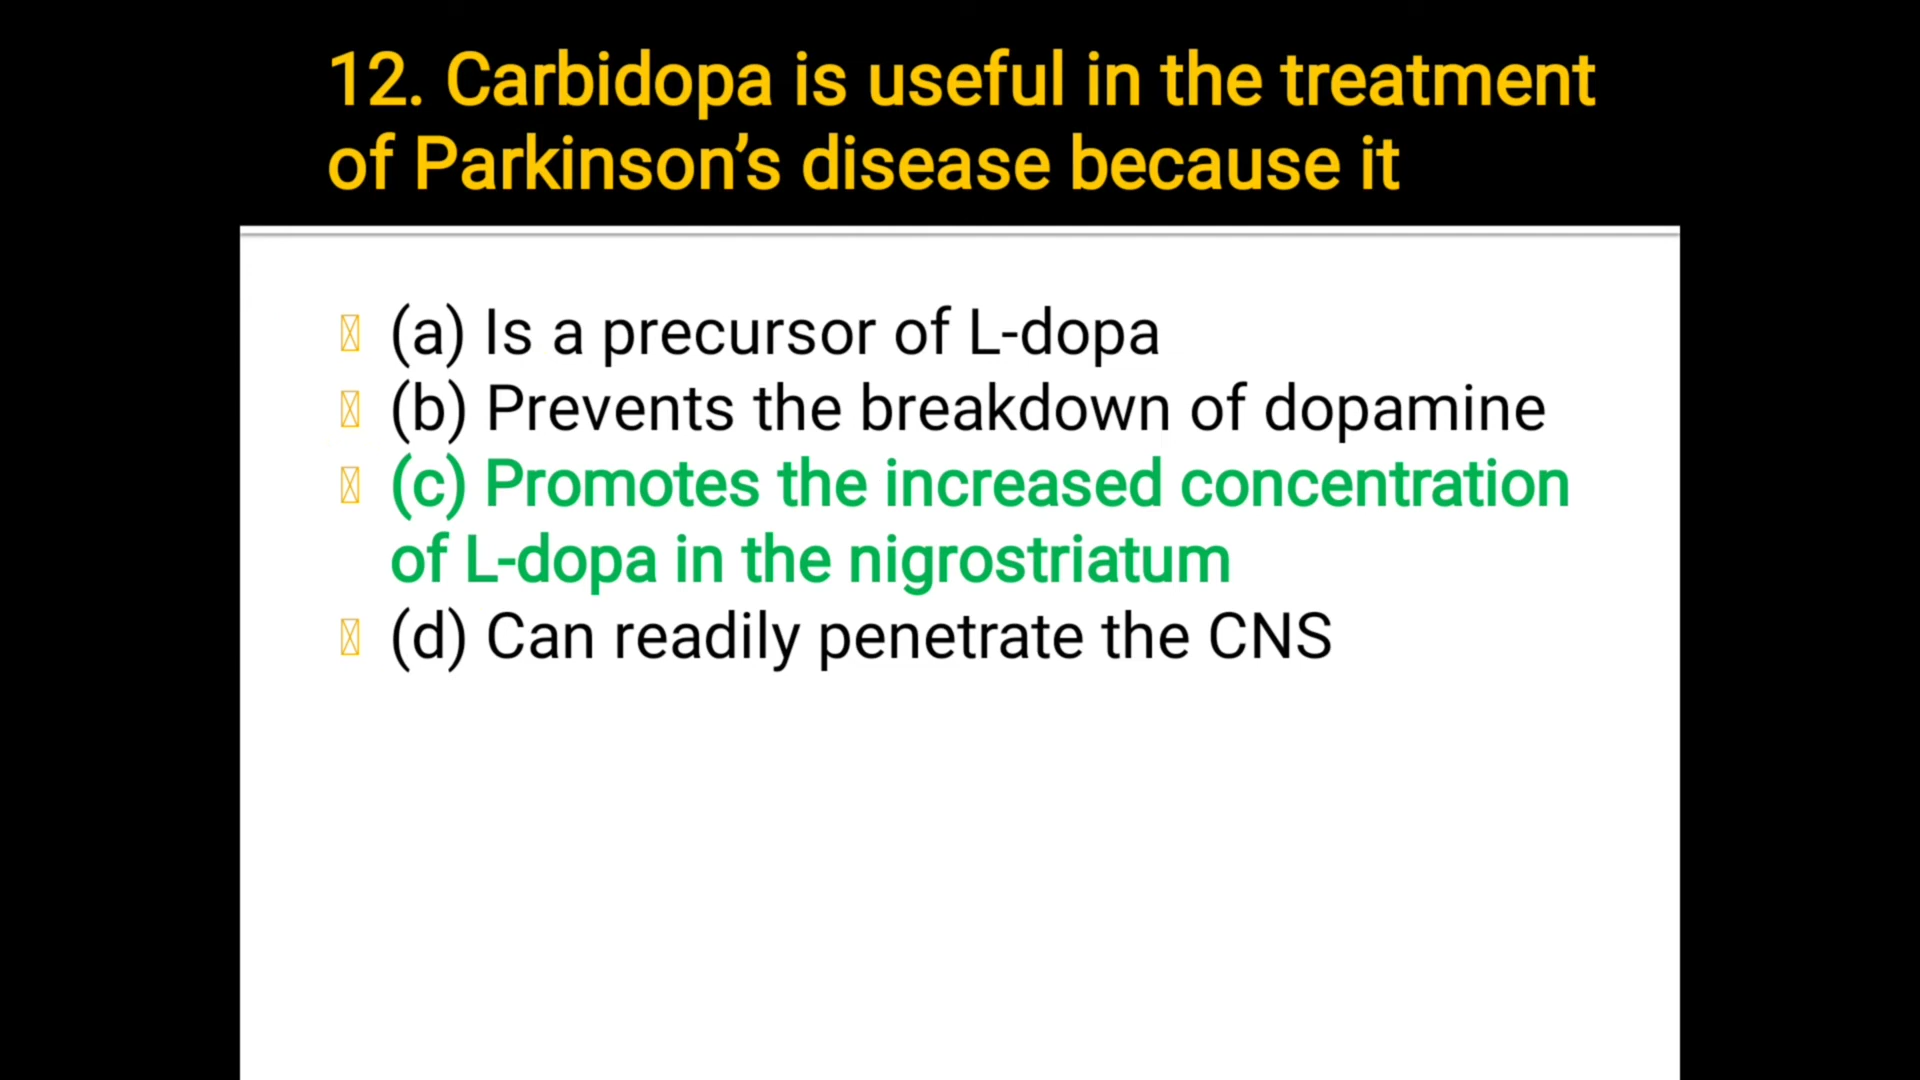 12. Carbidopa is useful in the treatment
of Parkinson’s disease because it
(a) Is a precursor of L-dopa
(b) Prevents the breakdown of dopamine
(c) Promotes the increased concentration
of L-dopa in the nigrostriatum
(d) Can readily penetrate the CNS